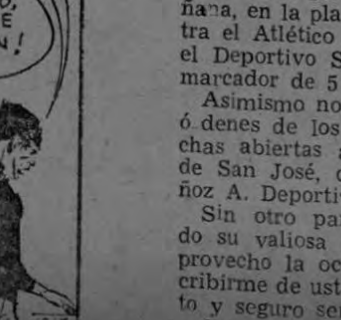 E
N!
ñana, en la pla
tra el Atlético
el Deportivo S
marcador de 5
Asimismo no
ó denes de los
chas abiertas
de San José,
ñoz A. Deporti
Sin otro pa
do su valiosa
provecho la oc
cribirme de ust
to y seguro ser